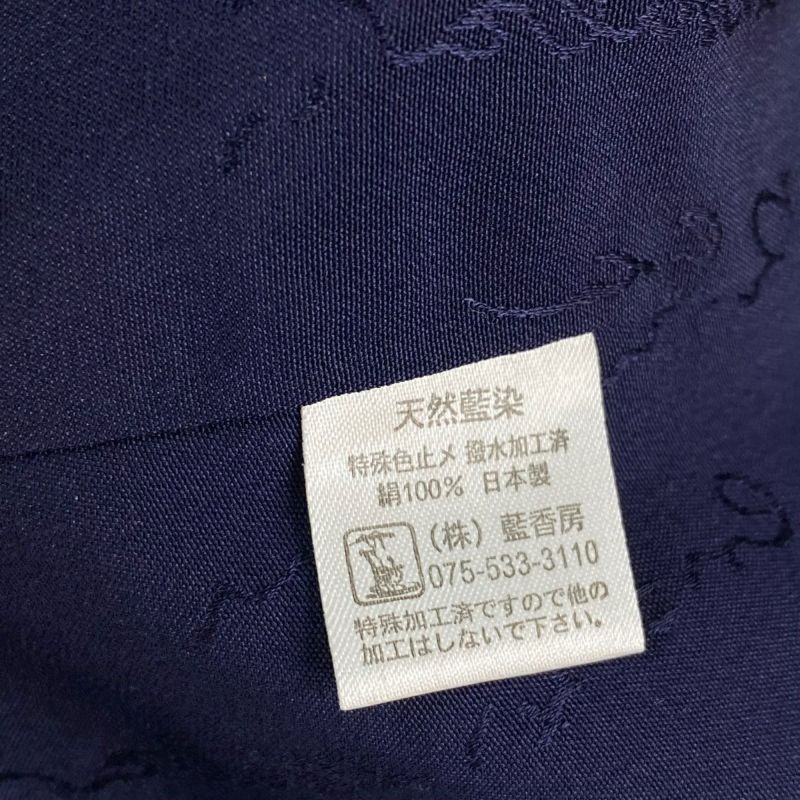 天然藍染
特殊色止メ 撥水加工済
絹100% 日本製
(株) 藍香房
075-533-3110
特殊加工済ですので他の
加工はしないで下さい。